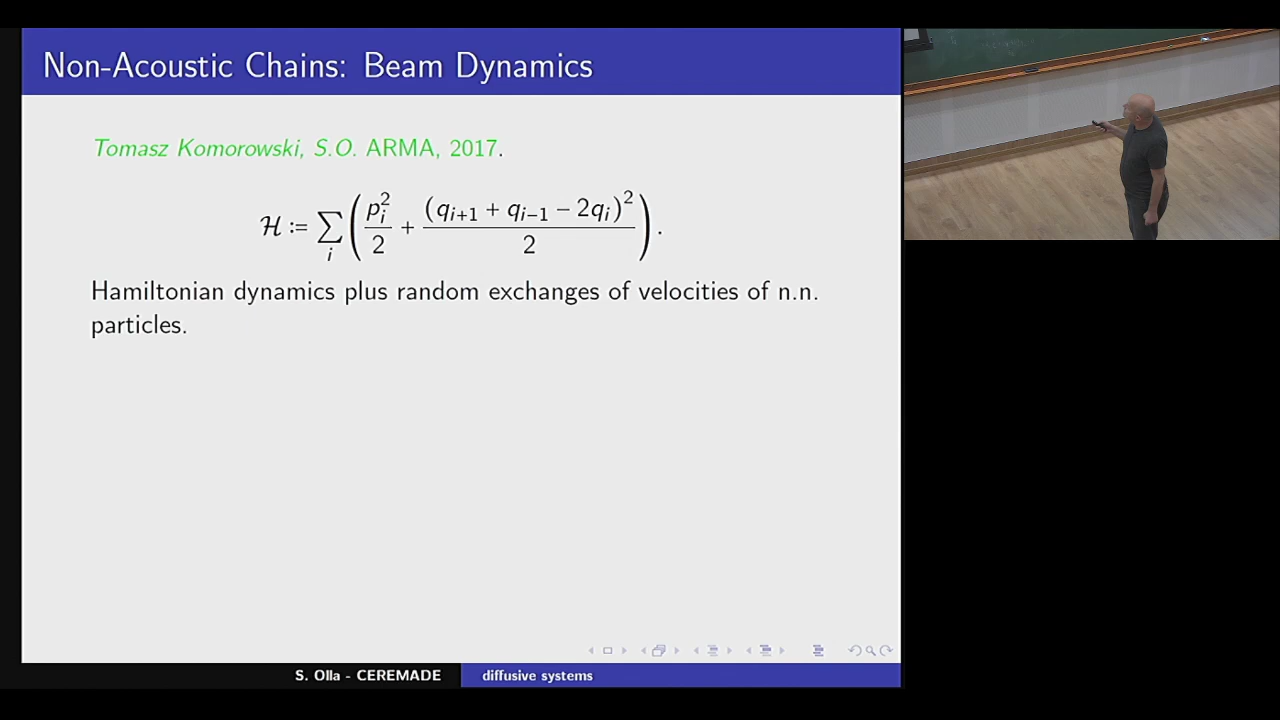 Non-Acoustic Chains: Beam Dynamics
Tomasz Komorowski, S.O. ARMA, 2017.
ℋ := ∑_i ( p_i^2 / 2 + (q_{i+1} + q_{i−1} − 2q_i)^2 / 2 ) .
Hamiltonian dynamics plus random exchanges of velocities of n.n.
particles.
S. Olla - CEREMADE diffusive systems